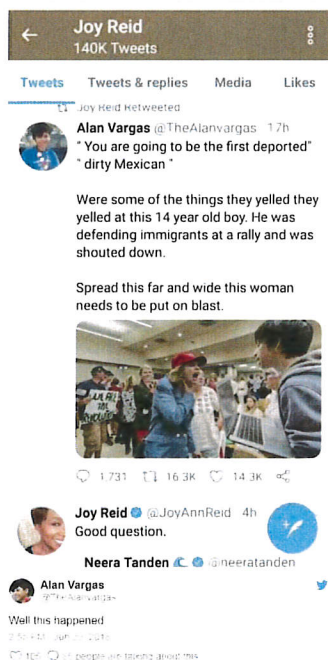 Joy Reid
140K Tweets
Tweets Tweets & replies Media Likes
Joy Reid Retweeted
Alan Vargas @TheAlanvargas 17h
" You are going to be the first deported"
" dirty Mexican "
Were some of the things they yelled they
yelled at this 14 year old boy. He was
defending immigrants at a rally and was
shouted down.
Spread this far and wide this woman
needs to be put on blast.
1,731 16.3K 14.3K
Joy Reid @JoyAnnReid 4h
Good question.
Neera Tanden @neeratanden
Alan Vargas
@TheAlanvargas
Well this happened
people are talking about this